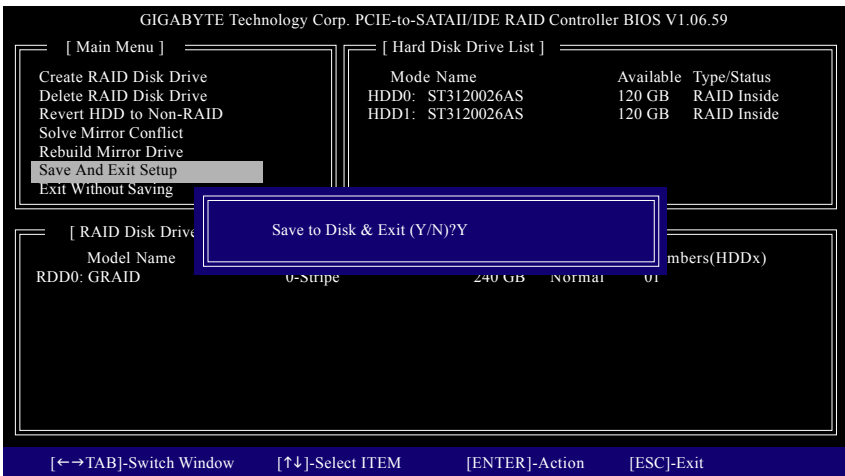 GIGABYTE Technology Corp. PCIE-to-SATAII/IDE RAID Controller BIOS V1.06.59
[ Main Menu ]
Create RAID Disk Drive
Delete RAID Disk Drive
Revert HDD to Non-RAID
Solve Mirror Conflict
Rebuild Mirror Drive
Save And Exit Setup
Exit Without Saving
[ Hard Disk Drive List ]
Mode Name Available Type/Status
HDD0: ST3120026AS 120 GB RAID Inside
HDD1: ST3120026AS 120 GB RAID Inside
Save to Disk & Exit (Y/N)?Y
[ RAID Disk Drive
Model Name mbers(HDDx)
RDD0: GRAID 0-Stripe 240 GB Normal 01
[←→TAB]-Switch Window [↑↓]-Select ITEM [ENTER]-Action [ESC]-Exit